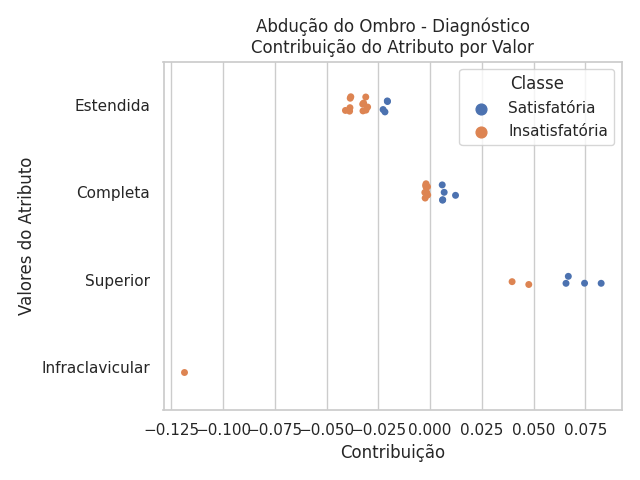 Abdução do Ombro - Diagnóstico
Contribuição do Atributo por Valor
Classe
Satisfatória
Insatisfatória
Valores do Atributo
Estendida
Completa
Superior
Infraclavicular
−0.125 −0.100 −0.075 −0.050 −0.025 0.000 0.025 0.050 0.075
Contribuição